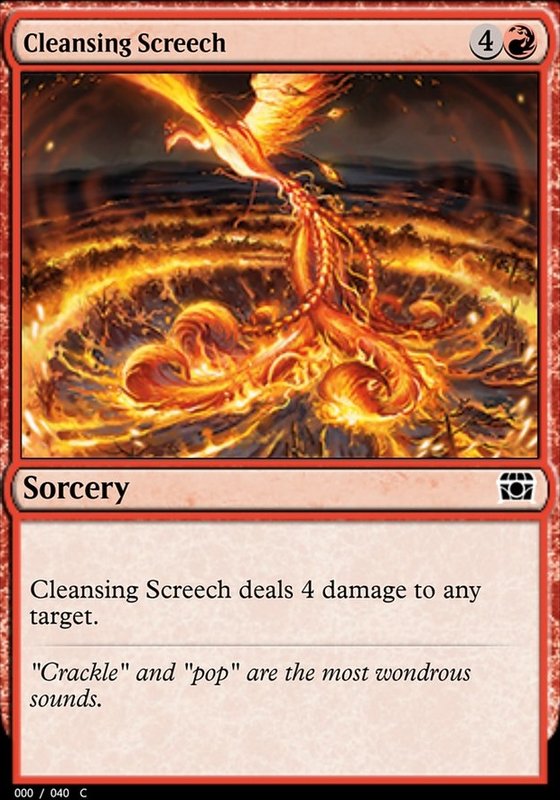 Cleansing Screech 4
Sorcery
Cleansing Screech deals 4 damage to any
target.
"Crackle" and "pop" are the most wondrous
sounds.
000 / 040 C